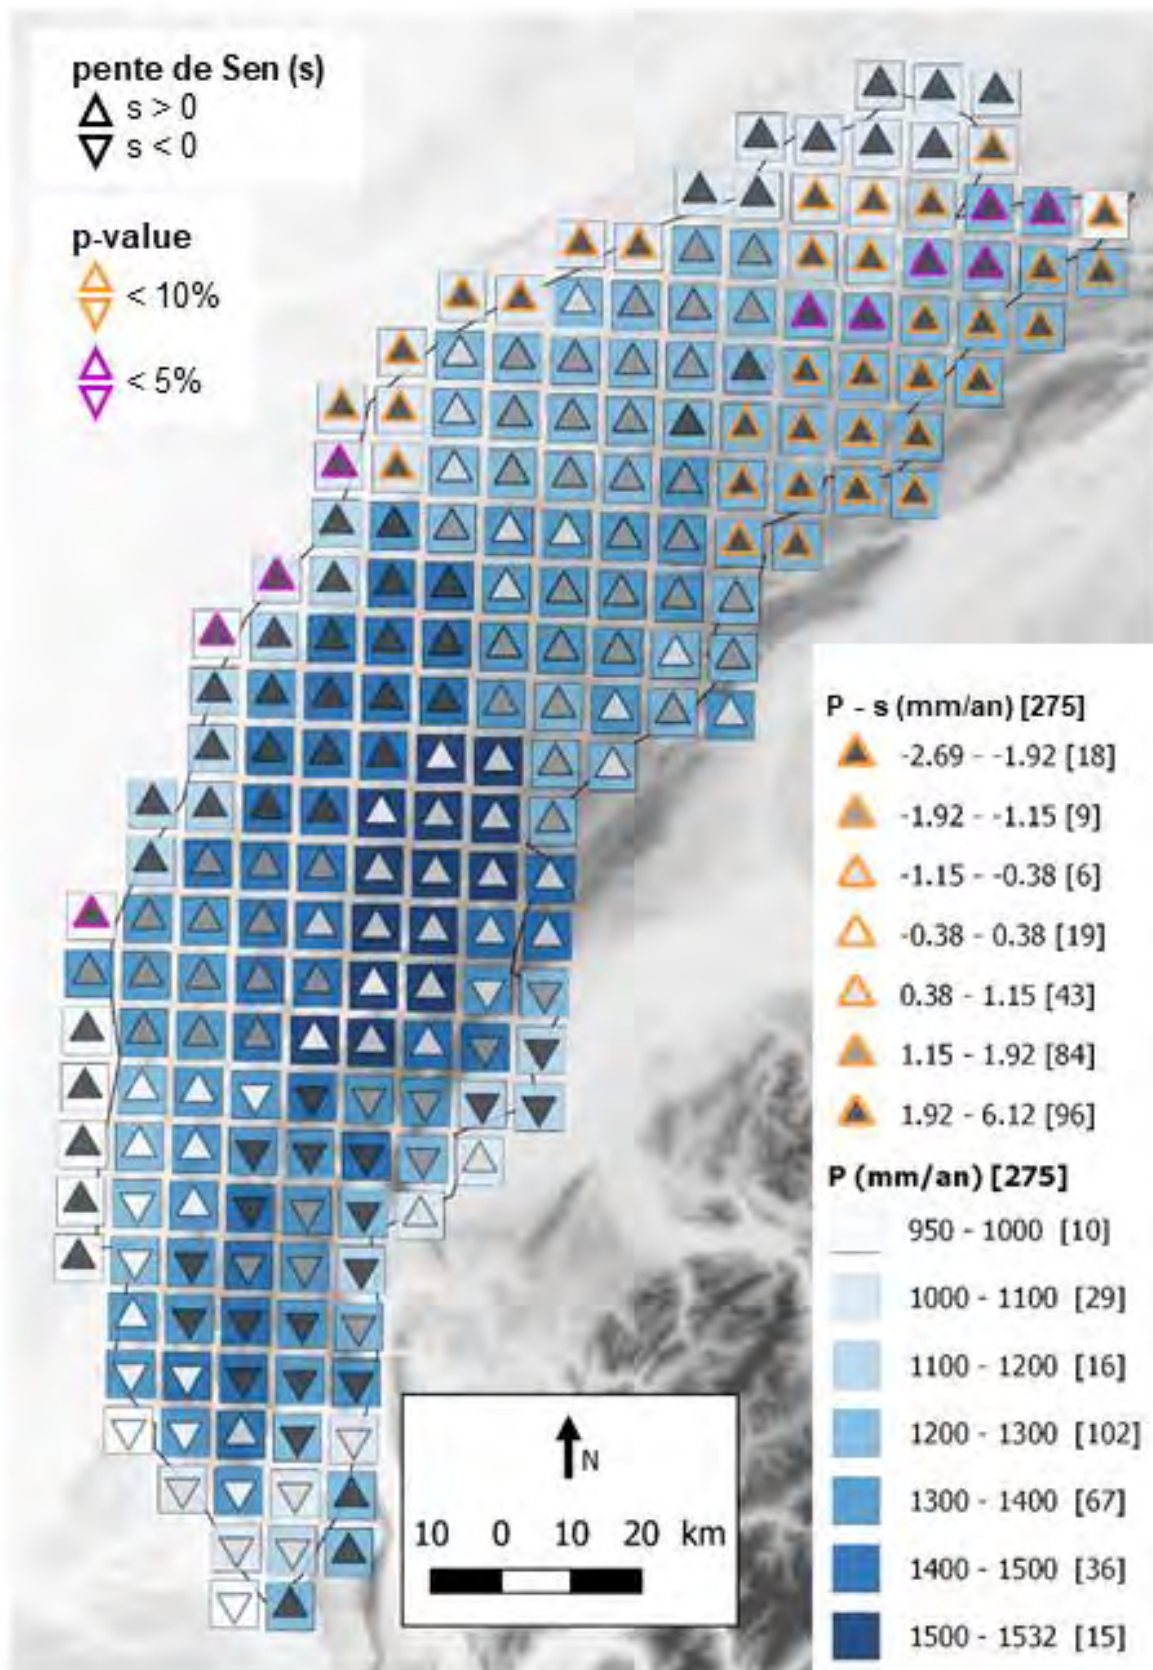 pente de Sen (s)
s > 0
s < 0
p-value
< 10%
< 5%
P - s (mm/an) [275]
-2.69 - -1.92 [18]
-1.92 - -1.15 [9]
-1.15 - -0.38 [6]
-0.38 - 0.38 [19]
0.38 - 1.15 [43]
1.15 - 1.92 [84]
1.92 - 6.12 [96]
P (mm/an) [275]
950 - 1000 [10]
1000 - 1100 [29]
1100 - 1200 [16]
1200 - 1300 [102]
1300 - 1400 [67]
1400 - 1500 [36]
1500 - 1532 [15]
N
10 0 10 20 km